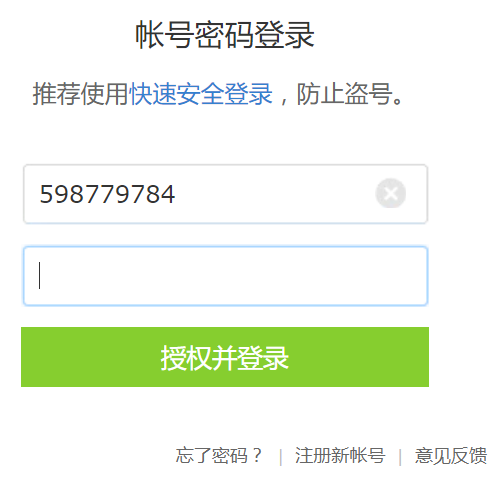 帐号密码登录
推荐使用快速安全登录，防止盗号。
598779784
授权并登录
忘了密码？ | 注册新帐号 | 意见反馈